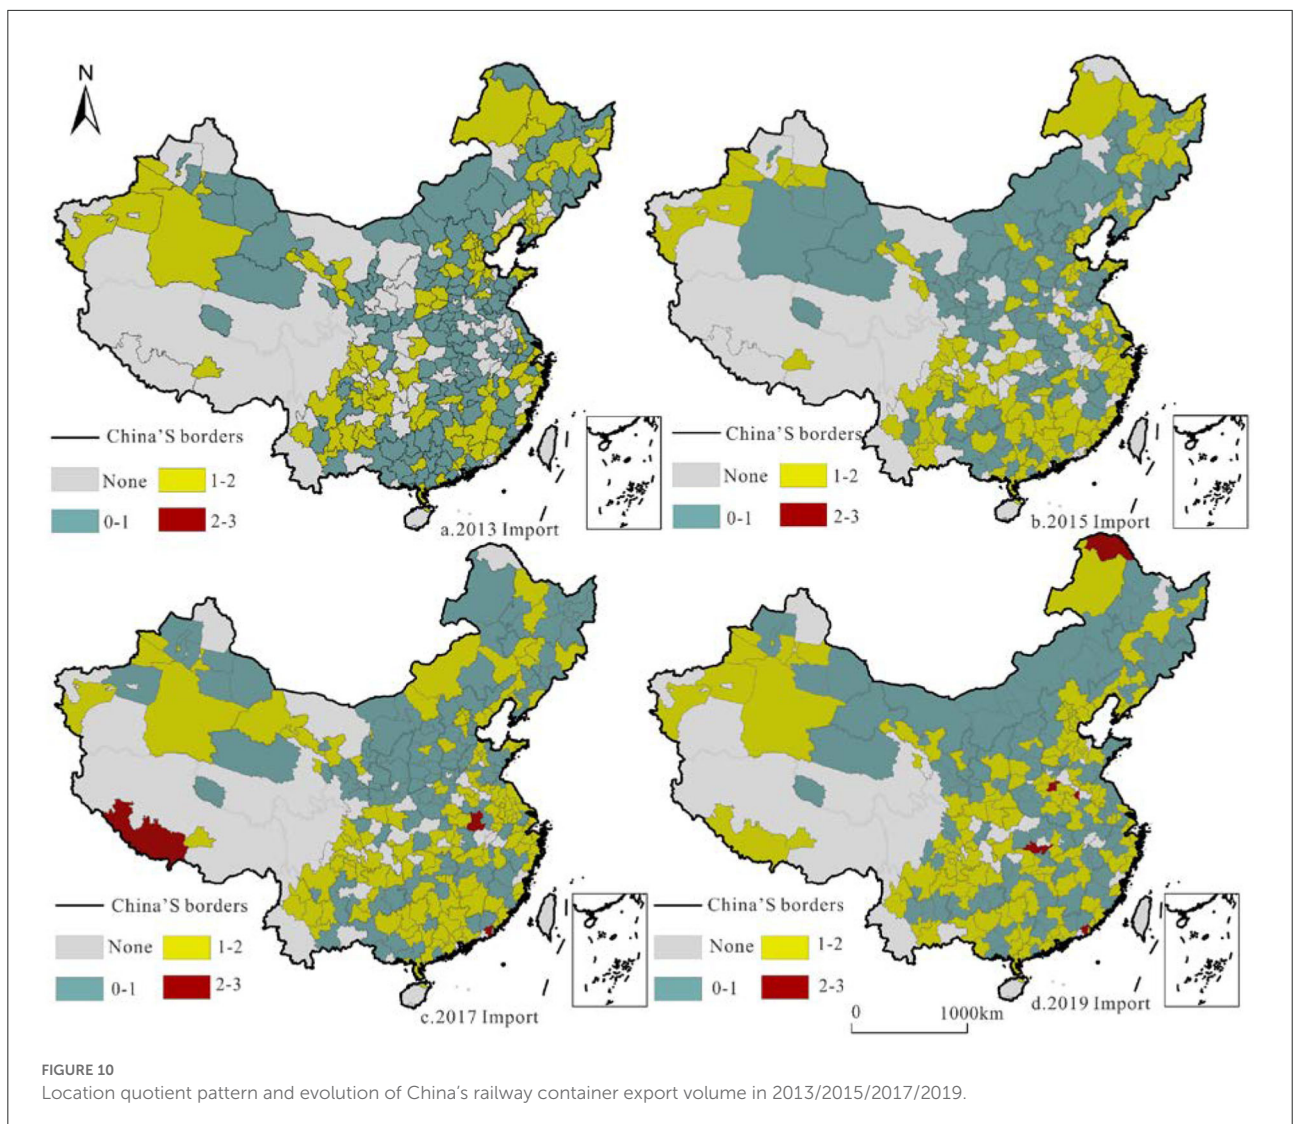 N
China'S borders
None
1-2
0-1
2-3
a.2013 Import
China'S borders
None
1-2
0-1
2-3
b.2015 Import
China'S borders
None
1-2
0-1
2-3
c.2017 Import
China'S borders
None
1-2
0-1
2-3
d.2019 Import
0
1000km
FIGURE 10
Location quotient pattern and evolution of China's railway container export volume in 2013/2015/2017/2019.